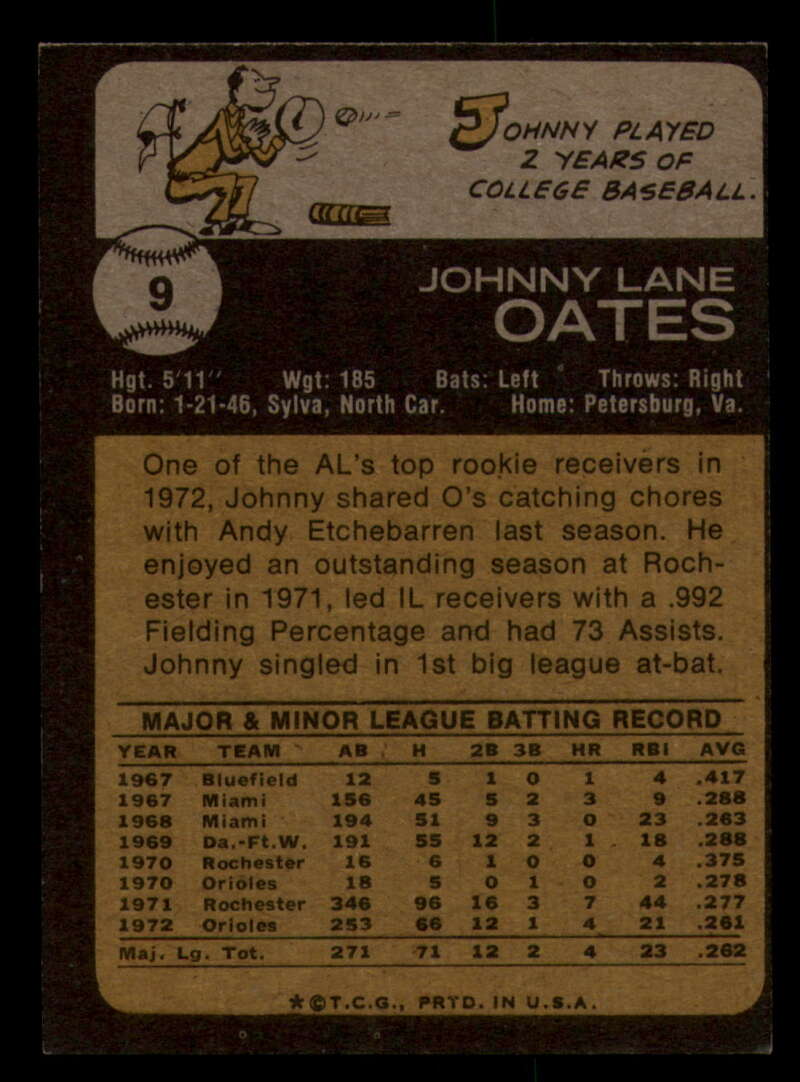 JOHNNY PLAYED
2 YEARS OF
COLLEGE BASEBALL.
9
JOHNNY LANE
OATES
Hgt. 5'11" Wgt: 185 Bats: Left Throws: Right
Born: 1-21-46, Sylva, North Car. Home: Petersburg, Va.
One of the AL's top rookie receivers in
1972, Johnny shared O's catching chores
with Andy Etchebarren last season. He
enjoyed an outstanding season at Roch-
ester in 1971, led IL receivers with a .992
Fielding Percentage and had 73 Assists.
Johnny singled in 1st big league at-bat.
MAJOR & MINOR LEAGUE BATTING RECORD
YEAR TEAM AB H 2B 3B HR RBI AVG
1967 Bluefield 12 5 1 0 1 4 .417
1967 Miami 156 45 5 2 3 9 .288
1968 Miami 194 51 9 3 0 23 .263
1969 Da.-Ft.W. 191 55 12 2 1 18 .288
1970 Rochester 16 6 1 0 0 4 .375
1970 Orioles 18 5 0 1 0 2 .278
1971 Rochester 346 96 16 3 7 44 .277
1972 Orioles 253 66 12 1 4 21 .261
Maj. Lg. Tot. 271 71 12 2 4 23 .262
*©T.C.G., PRTD. IN U.S.A.